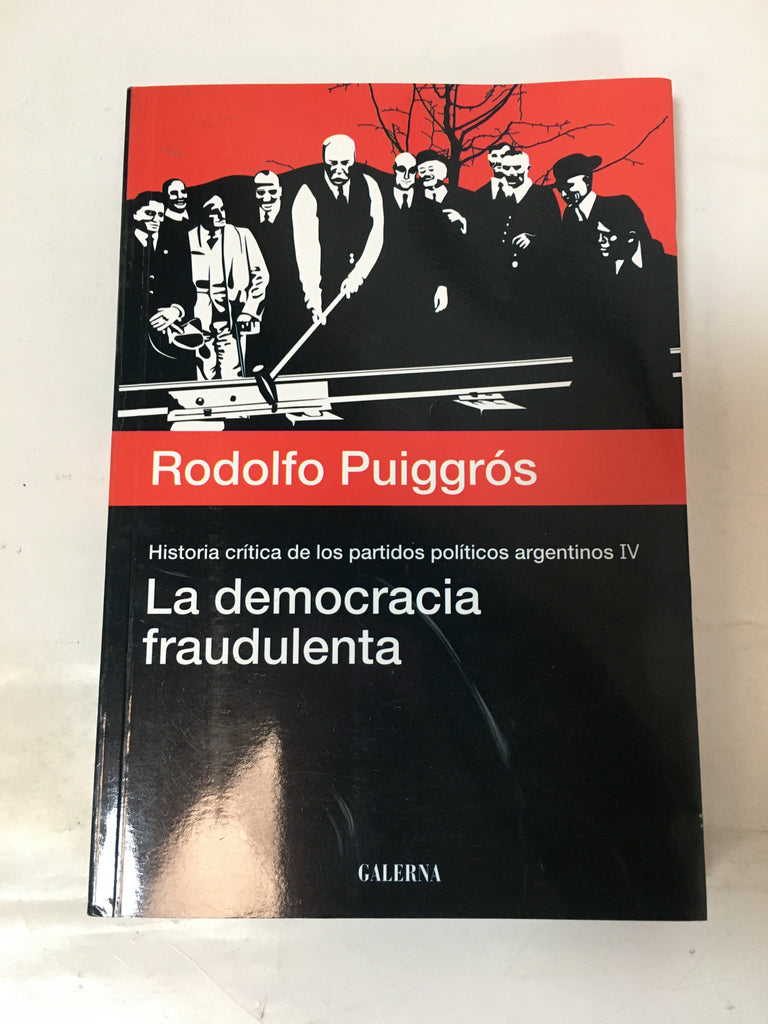 Rodolfo Puiggrós
Historia crítica de los partidos políticos argentinos IV
La democracia
fraudulenta
GALERNA